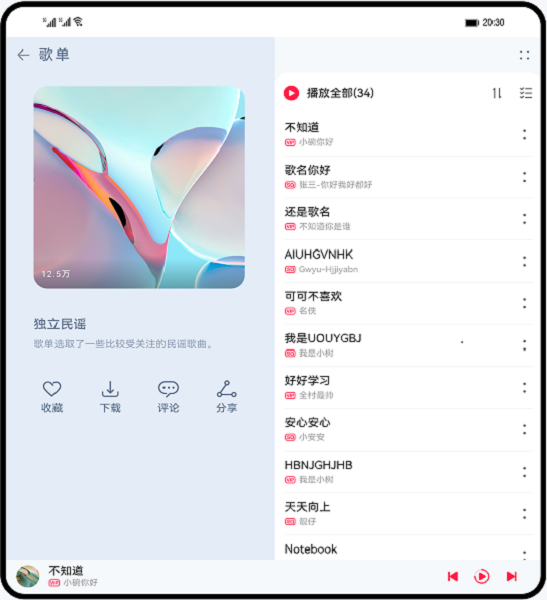 20:30
歌单
12.5万
独立民谣
歌单选取了一些比较受关注的民谣歌曲。
收藏
下载
评论
分享
播放全部(34)
不知道
VIP 小碗你好
歌名你好
SQ 张三-你好我好都好
还是歌名
VIP 不知道你是谁
AIUHGVNHK
SQ Gwyu-Hjjiyabn
可可不喜欢
VIP 名佚
我是UOUYGBJ
SQ 我是小树
好好学习
VIP 全村最帅
安心安心
SQ 小安安
HBNJGHJHB
VIP 我是小树
天天向上
SQ 靓仔
Notebook
不知道
VIP 小碗你好